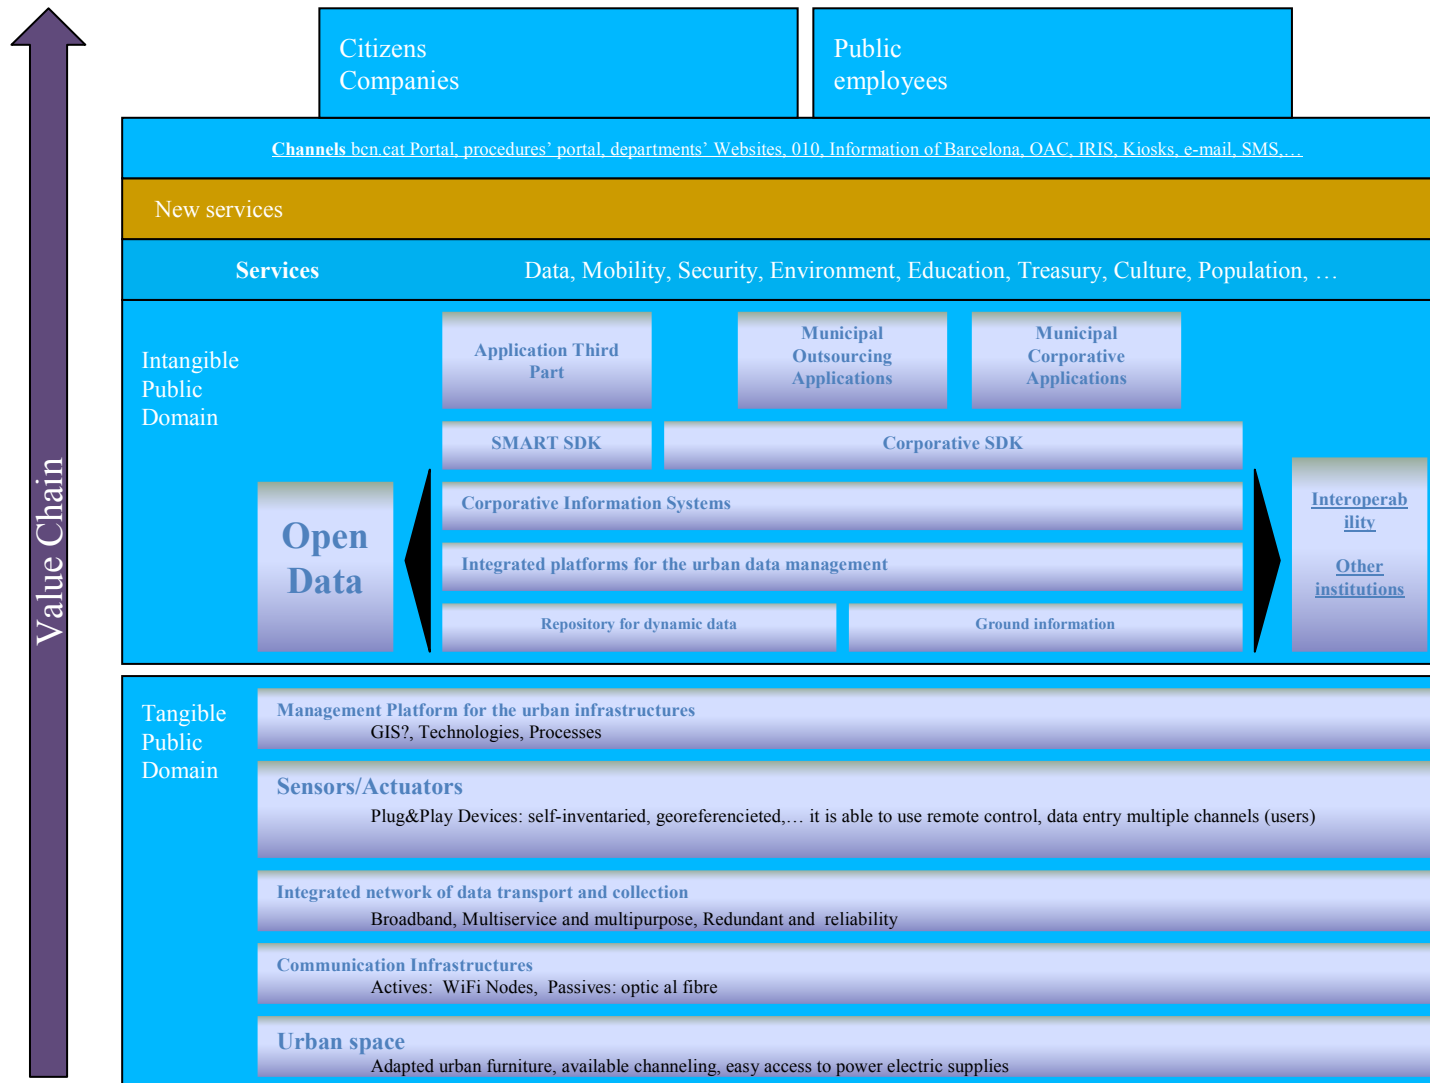 Citizens
Companies
Public
employees
Channels bcn.cat Portal, procedures’ portal, departments’ Websites, 010, Information of Barcelona, OAC, IRIS, Kiosks, e-mail, SMS,…
New services
Services
Data, Mobility, Security, Environment, Education, Treasury, Culture, Population, …
Intangible
Public
Domain
Application Third
Part
Municipal
Outsourcing
Applications
Municipal
Corporative
Applications
SMART SDK
Corporative SDK
Open
Data
Corporative Information Systems
Integrated platforms for the urban data management
Repository for dynamic data
Ground information
Interoperab
ility
Other
institutions
Value Chain
Tangible
Public
Domain
Management Platform for the urban infrastructures
GIS?, Technologies, Processes
Sensors/Actuators
Plug&Play Devices: self-inventaried, georeferencieted,… it is able to use remote control, data entry multiple channels (users)
Integrated network of data transport and collection
Broadband, Multiservice and multipurpose, Redundant and  reliability
Communication Infrastructures
Actives:  WiFi Nodes,  Passives: optic al fibre
Urban space
Adapted urban furniture, available channeling, easy access to power electric supplies